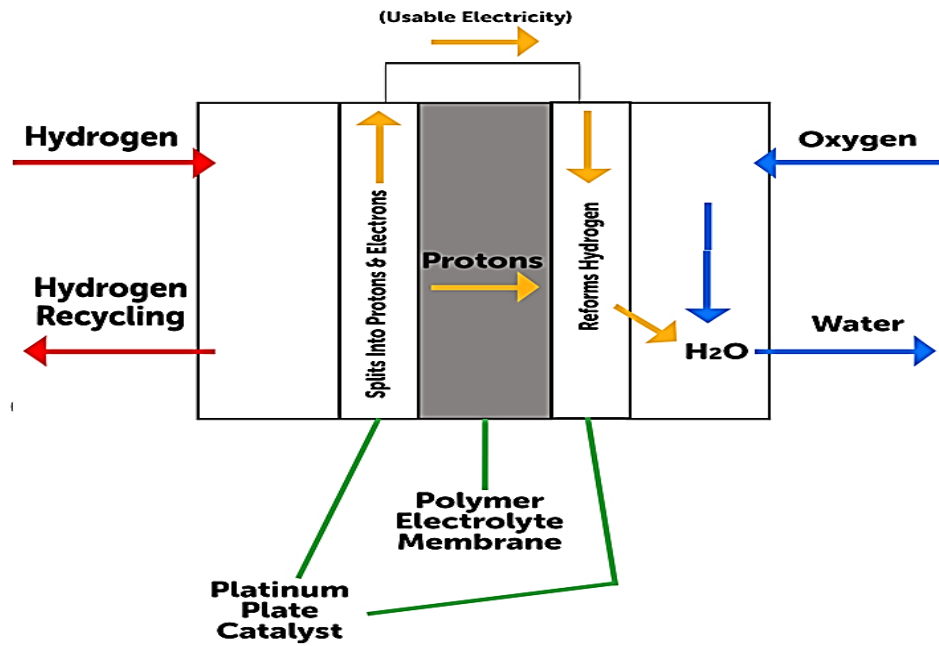 (Usable Electricity)
Hydrogen
Oxygen
Splits Into Protons & Electrons
Protons
Reforms Hydrogen
Hydrogen
Recycling
H₂O
Water
Polymer
Electrolyte
Membrane
Platinum
Plate
Catalyst